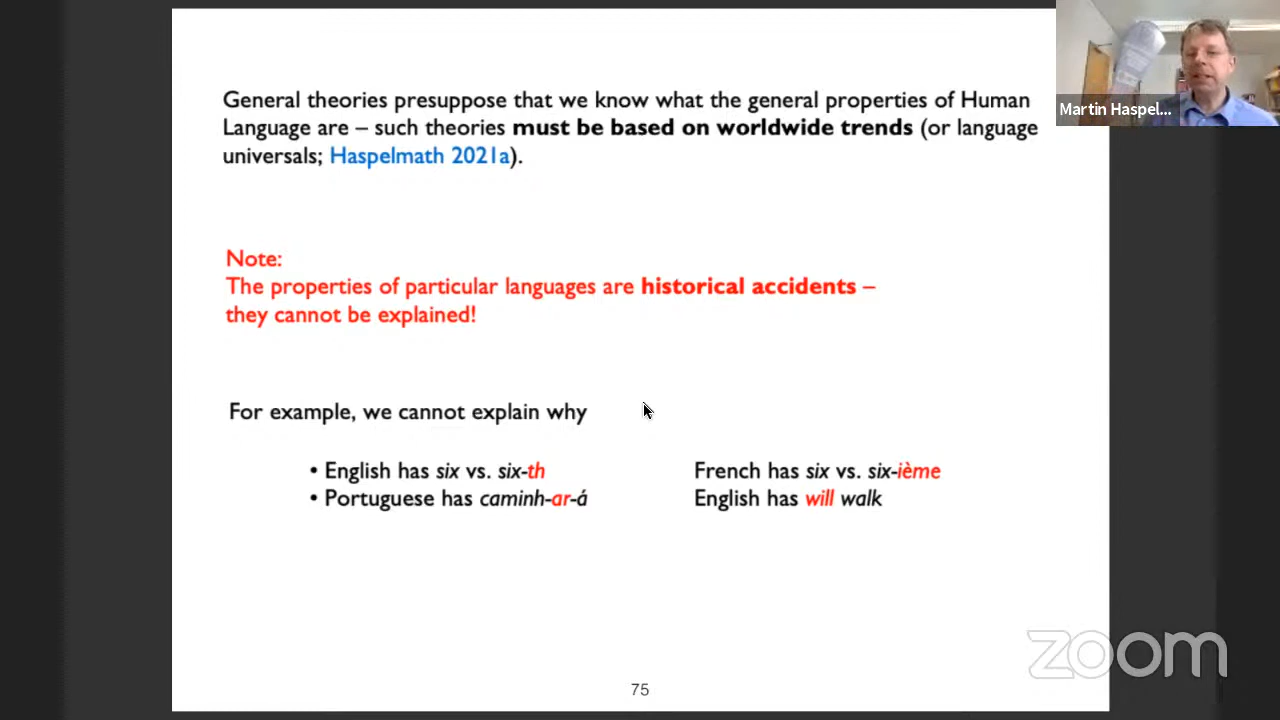 General theories presuppose that we know what the general properties of Human
Language are – such theories must be based on worldwide trends (or language
universals; Haspelmath 2021a).
Martin Haspel...
Note:
The properties of particular languages are historical accidents –
they cannot be explained!
For example, we cannot explain why
• English has six vs. six-th
French has six vs. six-ième
• Portuguese has caminh-ar-á
English has will walk
zoom
75